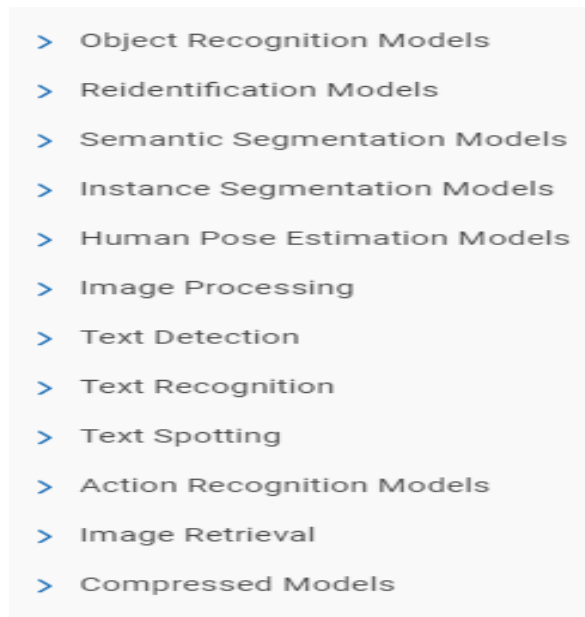 Object Recognition Models
Reidentification Models
Semantic Segmentation Models
Instance Segmentation Models
Human Pose Estimation Models
Image Processing
Text Detection
Text Recognition
Text Spotting
Action Recognition Models
Image Retrieval
Compressed Models